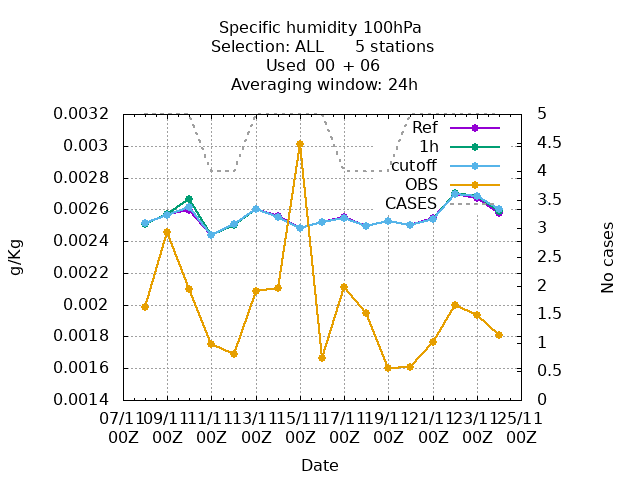 Specific humidity 100hPa
Selection: ALL 5 stations
Used 00 + 06
Averaging window: 24h
0.0032
0.003
0.0028
0.0026
0.0024
0.0022
0.002
0.0018
0.0016
0.0014
g/Kg
Ref
1h
cutoff
OBS
CASES
5
4.5
4
3.5
3
2.5
2
1.5
1
0.5
0
No cases
07/11 09/11 11/11 13/11 15/11 17/11 19/11 21/11 23/11 25/11
00Z 00Z 00Z 00Z 00Z 00Z 00Z 00Z 00Z 00Z
Date